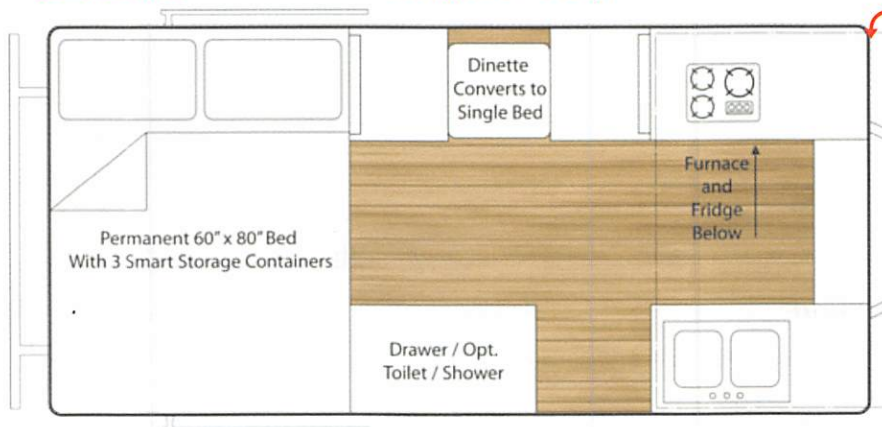 Dinette
Converts to
Single Bed
Furnace
and
Fridge
Below
Permanent 60" x 80" Bed
With 3 Smart Storage Containers
Drawer / Opt.
Toilet / Shower